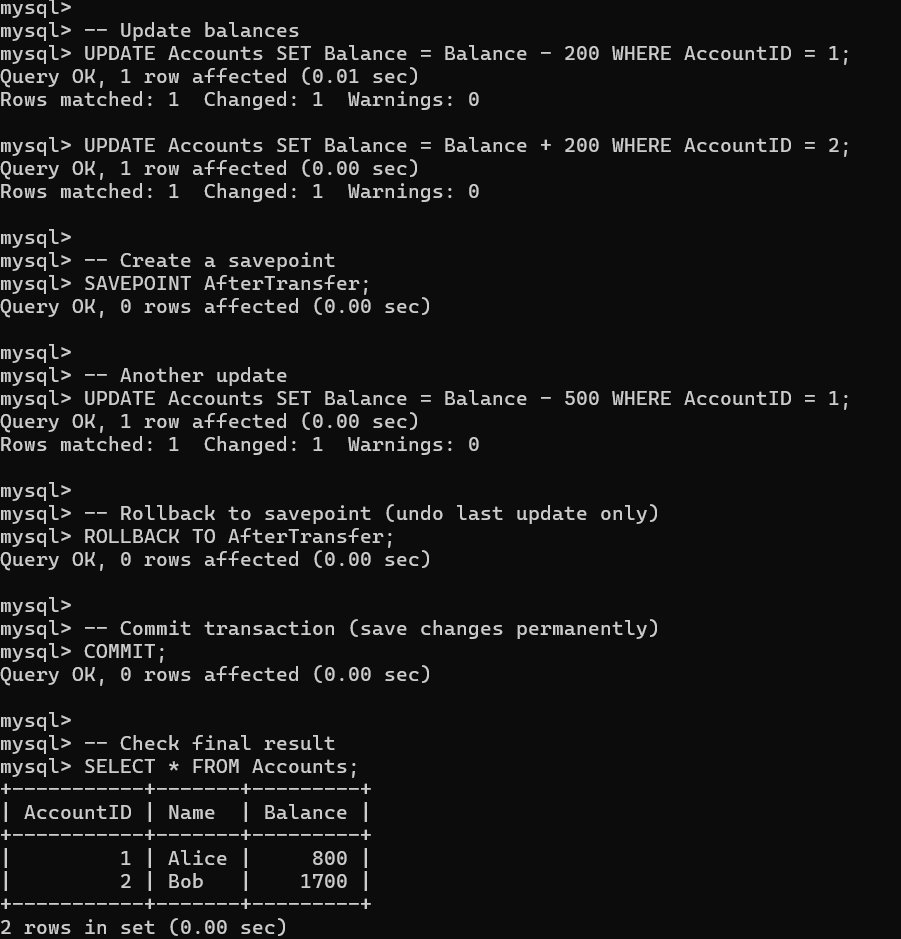 mysql>
mysql> -- Update balances
mysql> UPDATE Accounts SET Balance = Balance - 200 WHERE AccountID = 1;
Query OK, 1 row affected (0.01 sec)
Rows matched: 1  Changed: 1  Warnings: 0

mysql> UPDATE Accounts SET Balance = Balance + 200 WHERE AccountID = 2;
Query OK, 1 row affected (0.00 sec)
Rows matched: 1  Changed: 1  Warnings: 0

mysql>
mysql> -- Create a savepoint
mysql> SAVEPOINT AfterTransfer;
Query OK, 0 rows affected (0.00 sec)

mysql>
mysql> -- Another update
mysql> UPDATE Accounts SET Balance = Balance - 500 WHERE AccountID = 1;
Query OK, 1 row affected (0.00 sec)
Rows matched: 1  Changed: 1  Warnings: 0

mysql>
mysql> -- Rollback to savepoint (undo last update only)
mysql> ROLLBACK TO AfterTransfer;
Query OK, 0 rows affected (0.00 sec)

mysql>
mysql> -- Commit transaction (save changes permanently)
mysql> COMMIT;
Query OK, 0 rows affected (0.00 sec)

mysql>
mysql> -- Check final result
mysql> SELECT * FROM Accounts;
+-----------+-------+---------+
| AccountID | Name  | Balance |
+-----------+-------+---------+
|         1 | Alice |     800 |
|         2 | Bob   |    1700 |
+-----------+-------+---------+
2 rows in set (0.00 sec)